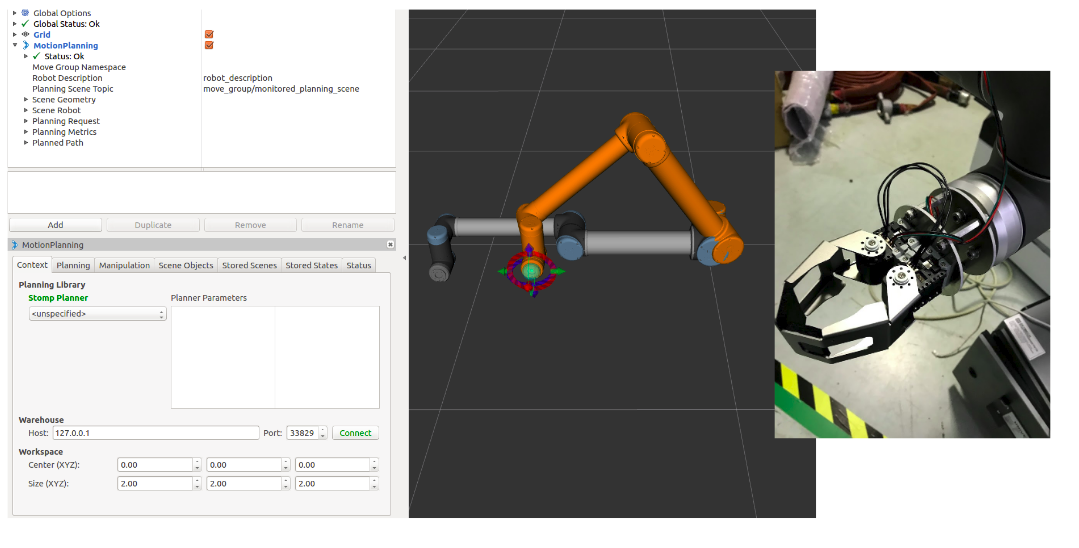 Global Options
Global Status: Ok
Grid
MotionPlanning
Status: Ok
Move Group Namespace
Robot Description robot_description
Planning Scene Topic move_group/monitored_planning_scene
Scene Geometry
Scene Robot
Planning Request
Planning Metrics
Planned Path
Add Duplicate Remove Rename
MotionPlanning
Context Planning Manipulation Scene Objects Stored Scenes Stored States Status
Planning Library
Stomp Planner Planner Parameters
<unspecified>
Warehouse
Host: 127.0.0.1 Port: 33829 Connect
Workspace
Center (XYZ): 0.00 0.00 0.00
Size (XYZ): 2.00 2.00 2.00